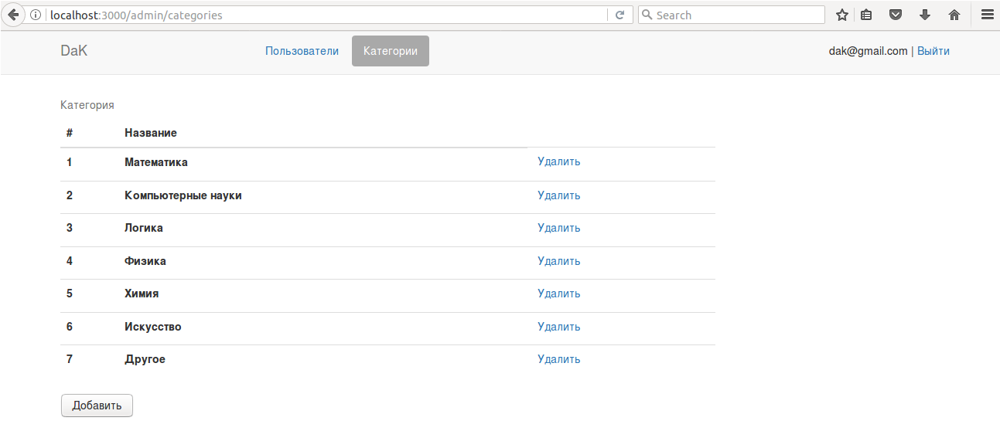 localhost:3000/admin/categories Search
DaK Пользователи Категории dak@gmail.com | Выйти
Категория
# Название
1 Математика Удалить
2 Компьютерные науки Удалить
3 Логика Удалить
4 Физика Удалить
5 Химия Удалить
6 Искусство Удалить
7 Другое Удалить
Добавить